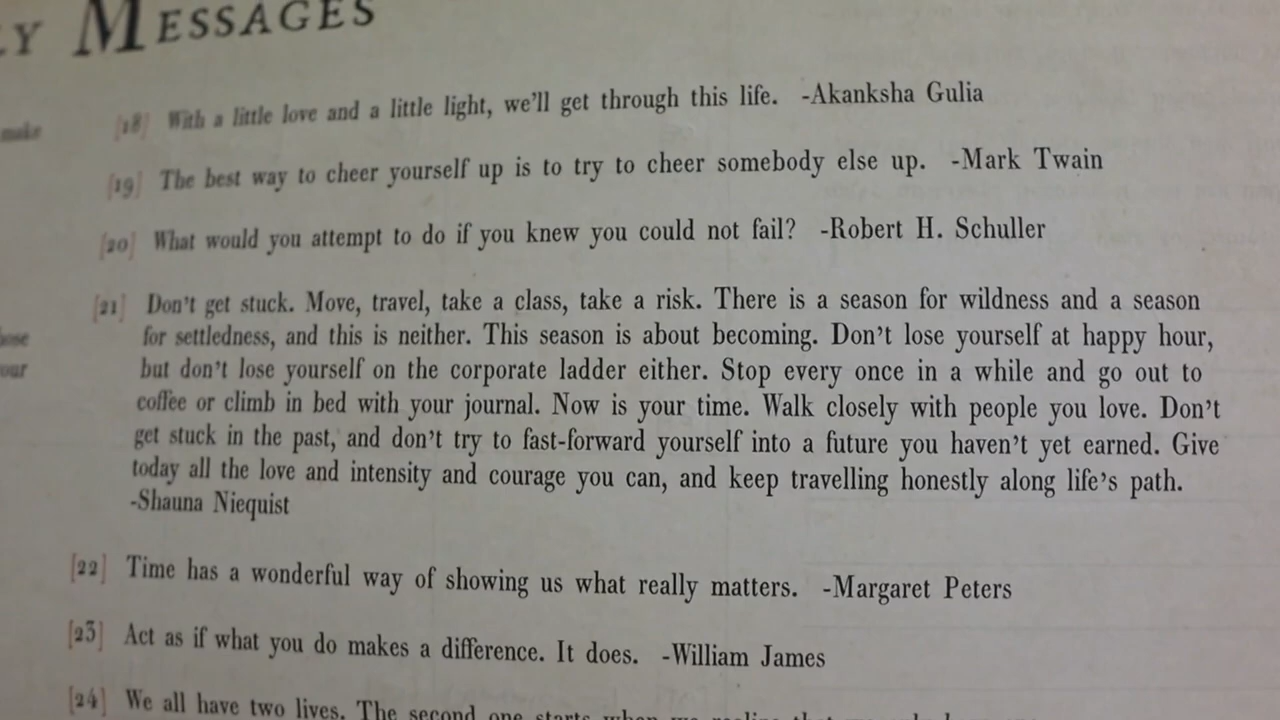 LY MESSAGES
make
[18] With a little love and a little light, we'll get through this life. -Akanksha Gulia
[19] The best way to cheer yourself up is to try to cheer somebody else up. -Mark Twain
[20] What would you attempt to do if you knew you could not fail? -Robert H. Schuller
[21] Don't get stuck. Move, travel, take a class, take a risk. There is a season for wildness and a season
for settledness, and this is neither. This season is about becoming. Don't lose yourself at happy hour,
but don't lose yourself on the corporate ladder either. Stop every once in a while and go out to
coffee or climb in bed with your journal. Now is your time. Walk closely with people you love. Don't
get stuck in the past, and don't try to fast-forward yourself into a future you haven't yet earned. Give
today all the love and intensity and courage you can, and keep travelling honestly along life's path.
-Shauna Niequist
[22] Time has a wonderful way of showing us what really matters. -Margaret Peters
[23] Act as if what you do makes a difference. It does. -William James
[24] We all have two lives. The second one starts when we